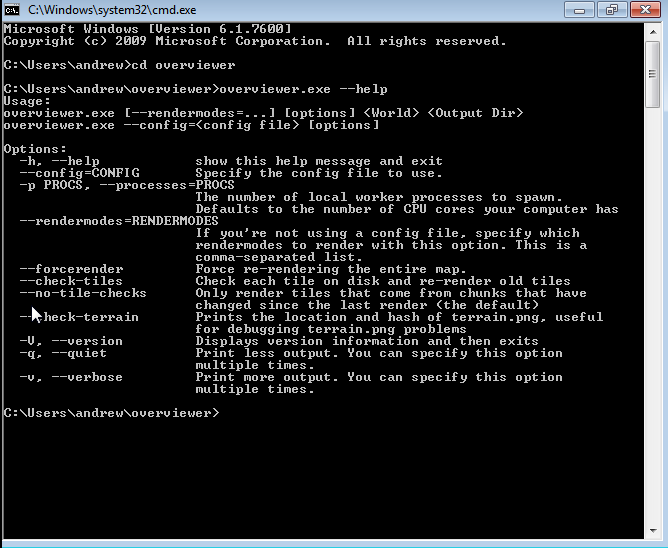 C:\Windows\system32\cmd.exe
Microsoft Windows [Version 6.1.7600]
Copyright (c) 2009 Microsoft Corporation.  All rights reserved.
C:\Users\andrew>cd overviewer
C:\Users\andrew\overviewer>overviewer.exe --help
Usage:
overviewer.exe [--rendermodes=...] [options] <World> <Output Dir>
overviewer.exe --config=<config file> [options]
Options:
-h, --help            show this help message and exit
--config=CONFIG       Specify the config file to use.
-p PROCS, --processes=PROCS
The number of local worker processes to spawn.
Defaults to the number of CPU cores your computer has
--rendermodes=RENDERMODES
If you're not using a config file, specify which
rendermodes to render with this option. This is a
comma-separated list.
--forcerender         Force re-rendering the entire map.
--check-tiles         Check each tile on disk and re-render old tiles
--no-tile-checks      Only render tiles that come from chunks that have
changed since the last render (the default)
--check-terrain       Prints the location and hash of terrain.png, useful
for debugging terrain.png problems
-V, --version         Displays version information and then exits
-q, --quiet           Print less output. You can specify this option
multiple times.
-v, --verbose         Print more output. You can specify this option
multiple times.
C:\Users\andrew\overviewer>